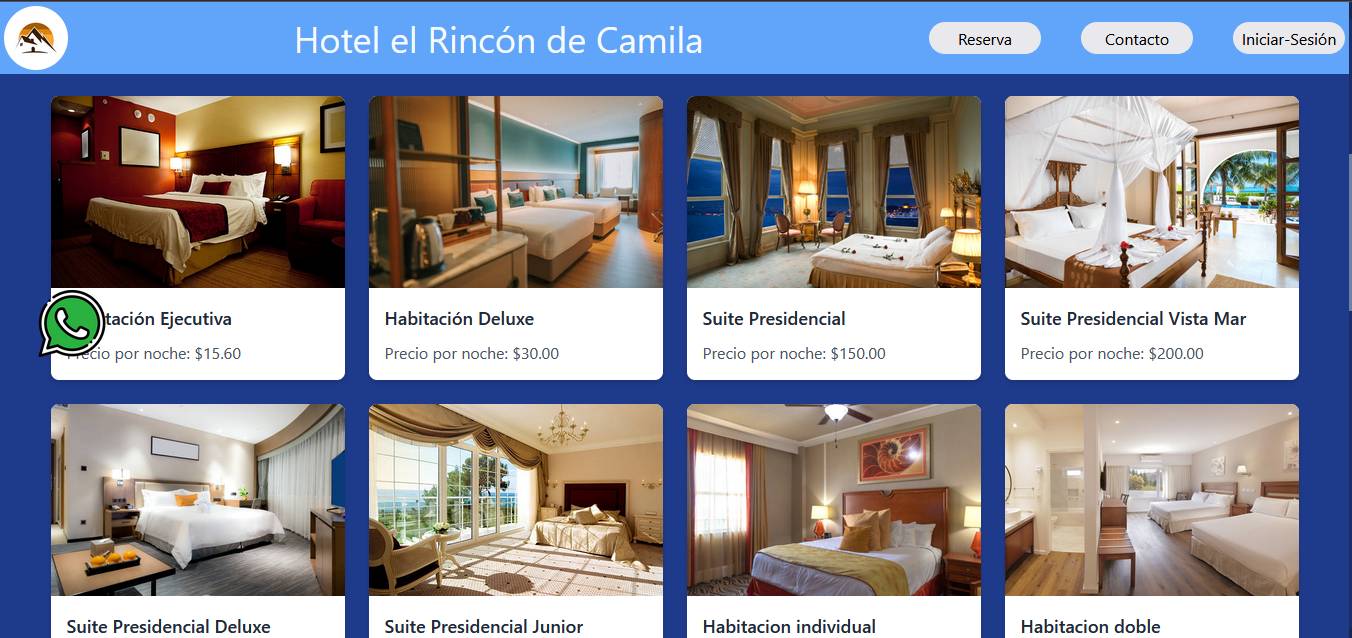 Hotel el Rincón de Camila
Reserva
Contacto
Iniciar-Sesión
tación Ejecutiva
Precio por noche: $15.60
Habitación Deluxe
Precio por noche: $30.00
Suite Presidencial
Precio por noche: $150.00
Suite Presidencial Vista Mar
Precio por noche: $200.00
Suite Presidencial Deluxe
Suite Presidencial Junior
Habitacion individual
Habitacion doble